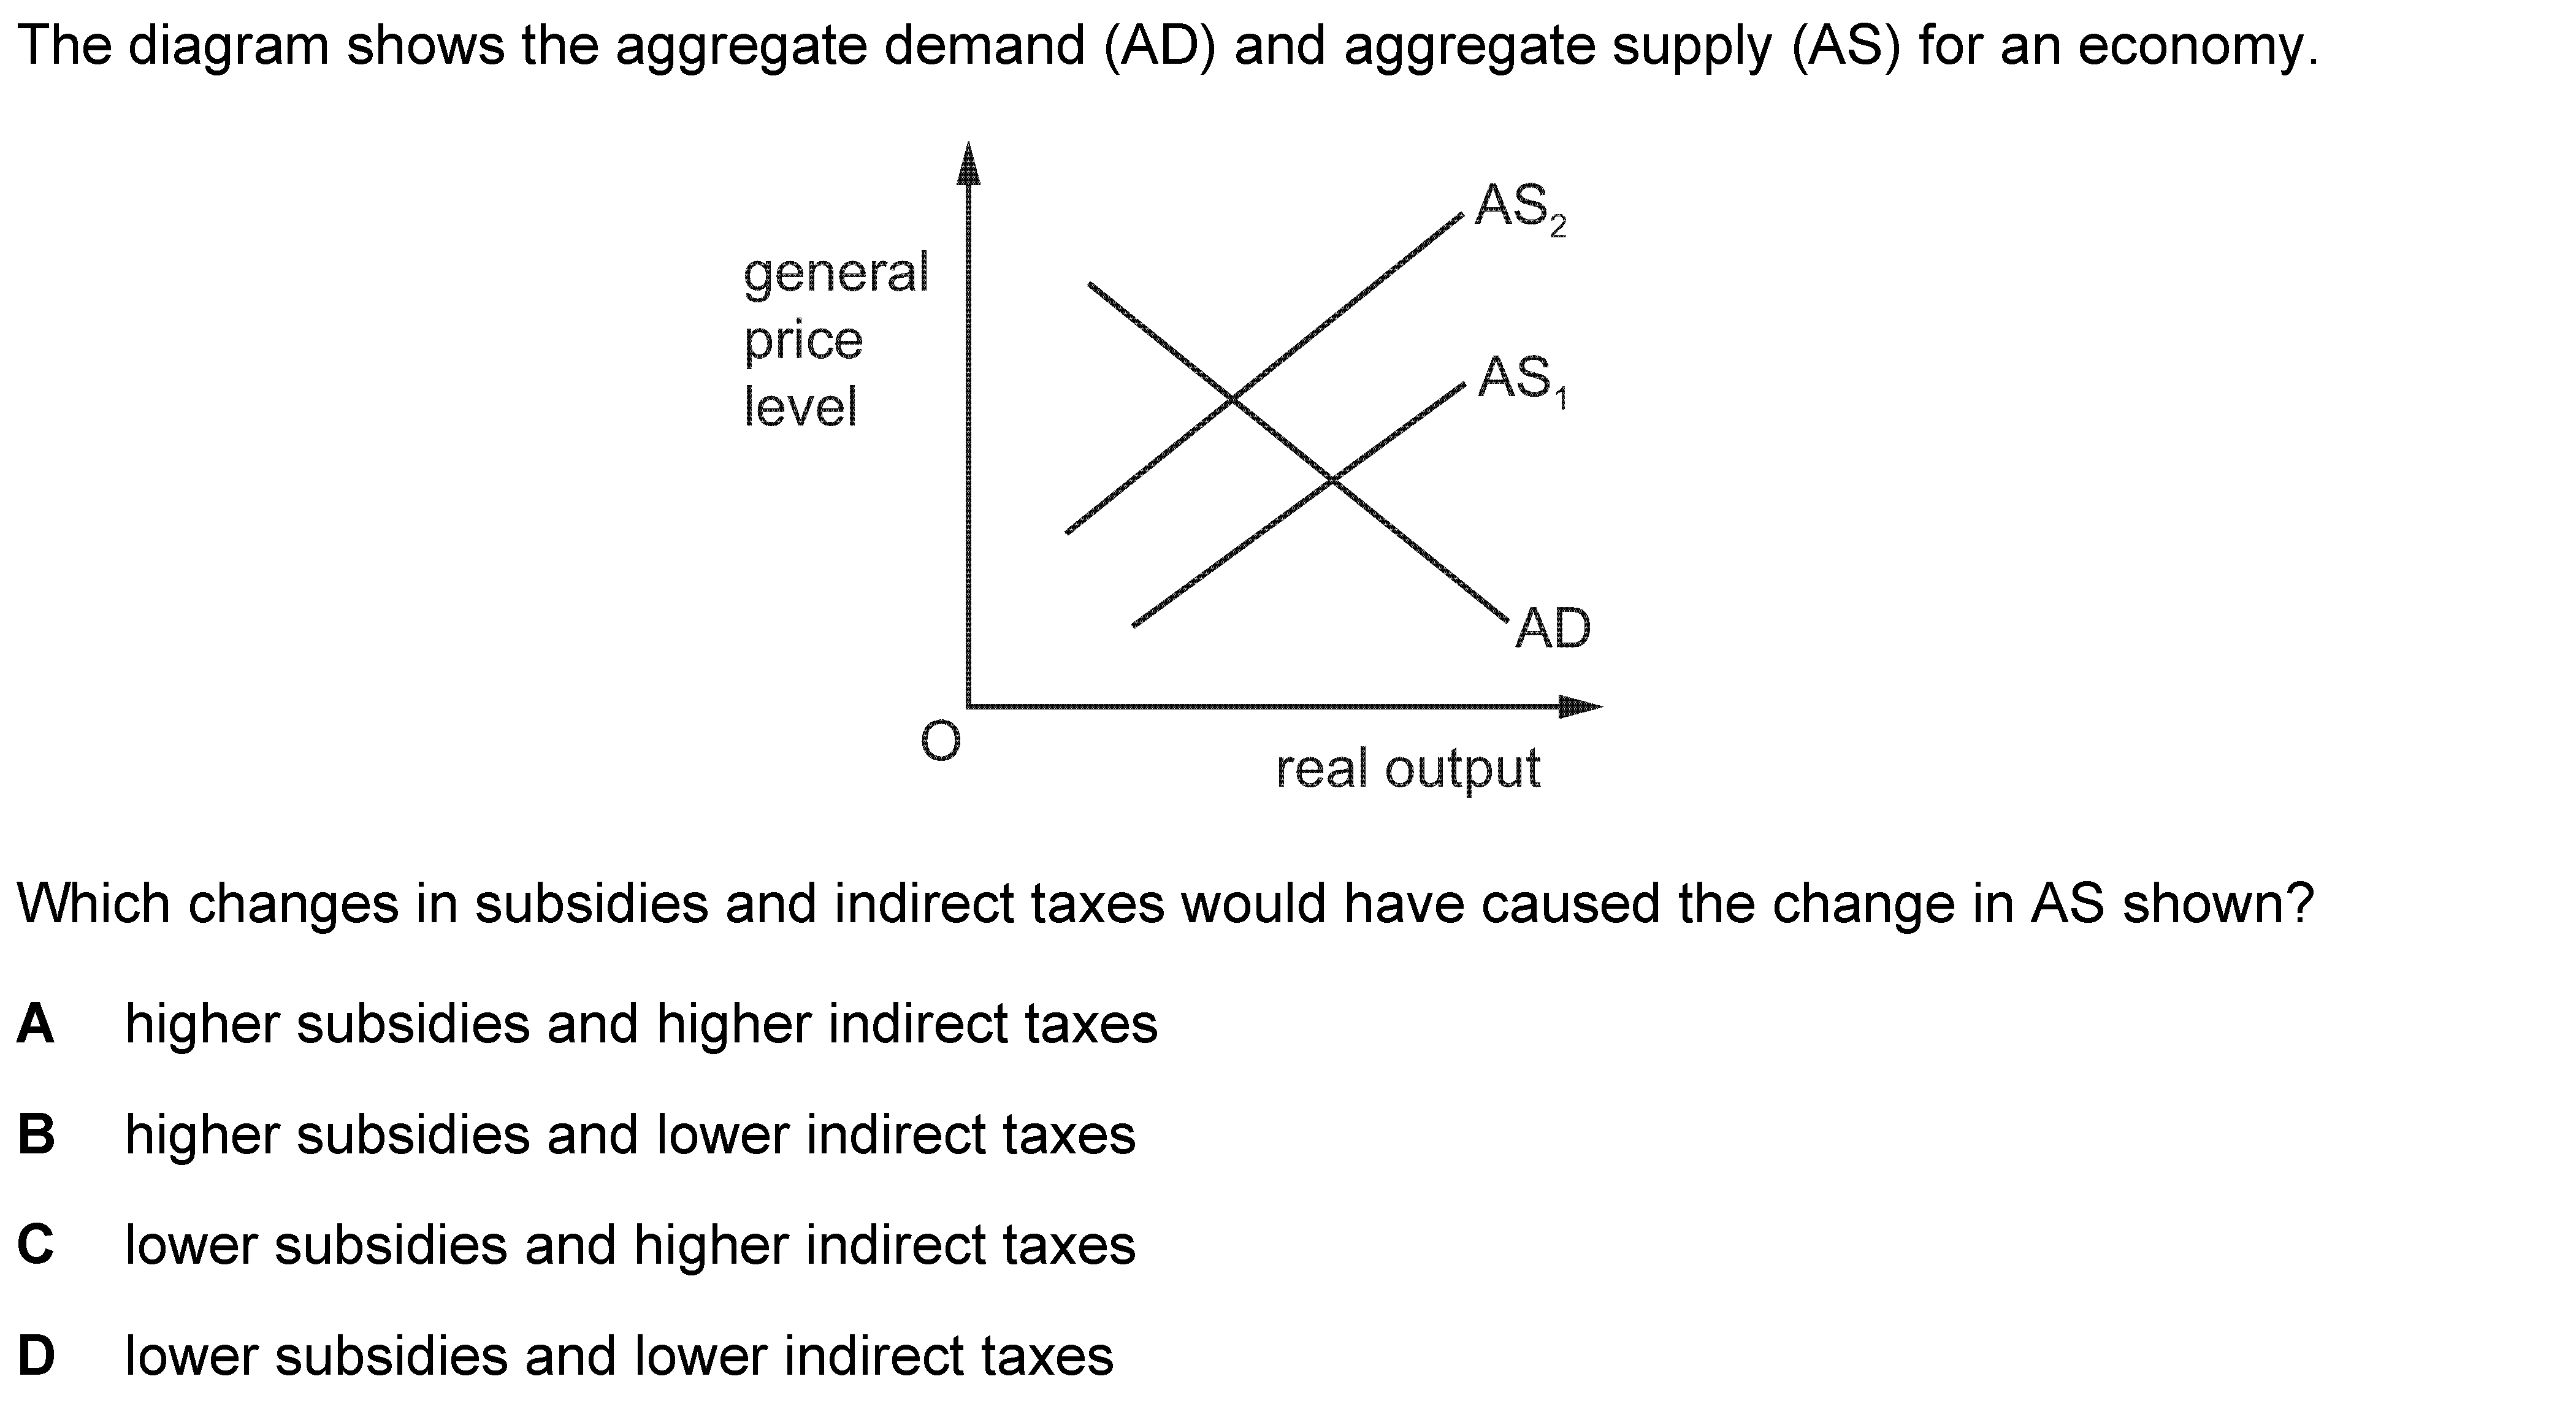 The diagram shows the aggregate demand (AD) and aggregate supply (AS) for an economy.
AS₂
general
price
level
AS₁
AD
O
real output
Which changes in subsidies and indirect taxes would have caused the change in AS shown?
A higher subsidies and higher indirect taxes
B higher subsidies and lower indirect taxes
C lower subsidies and higher indirect taxes
D lower subsidies and lower indirect taxes